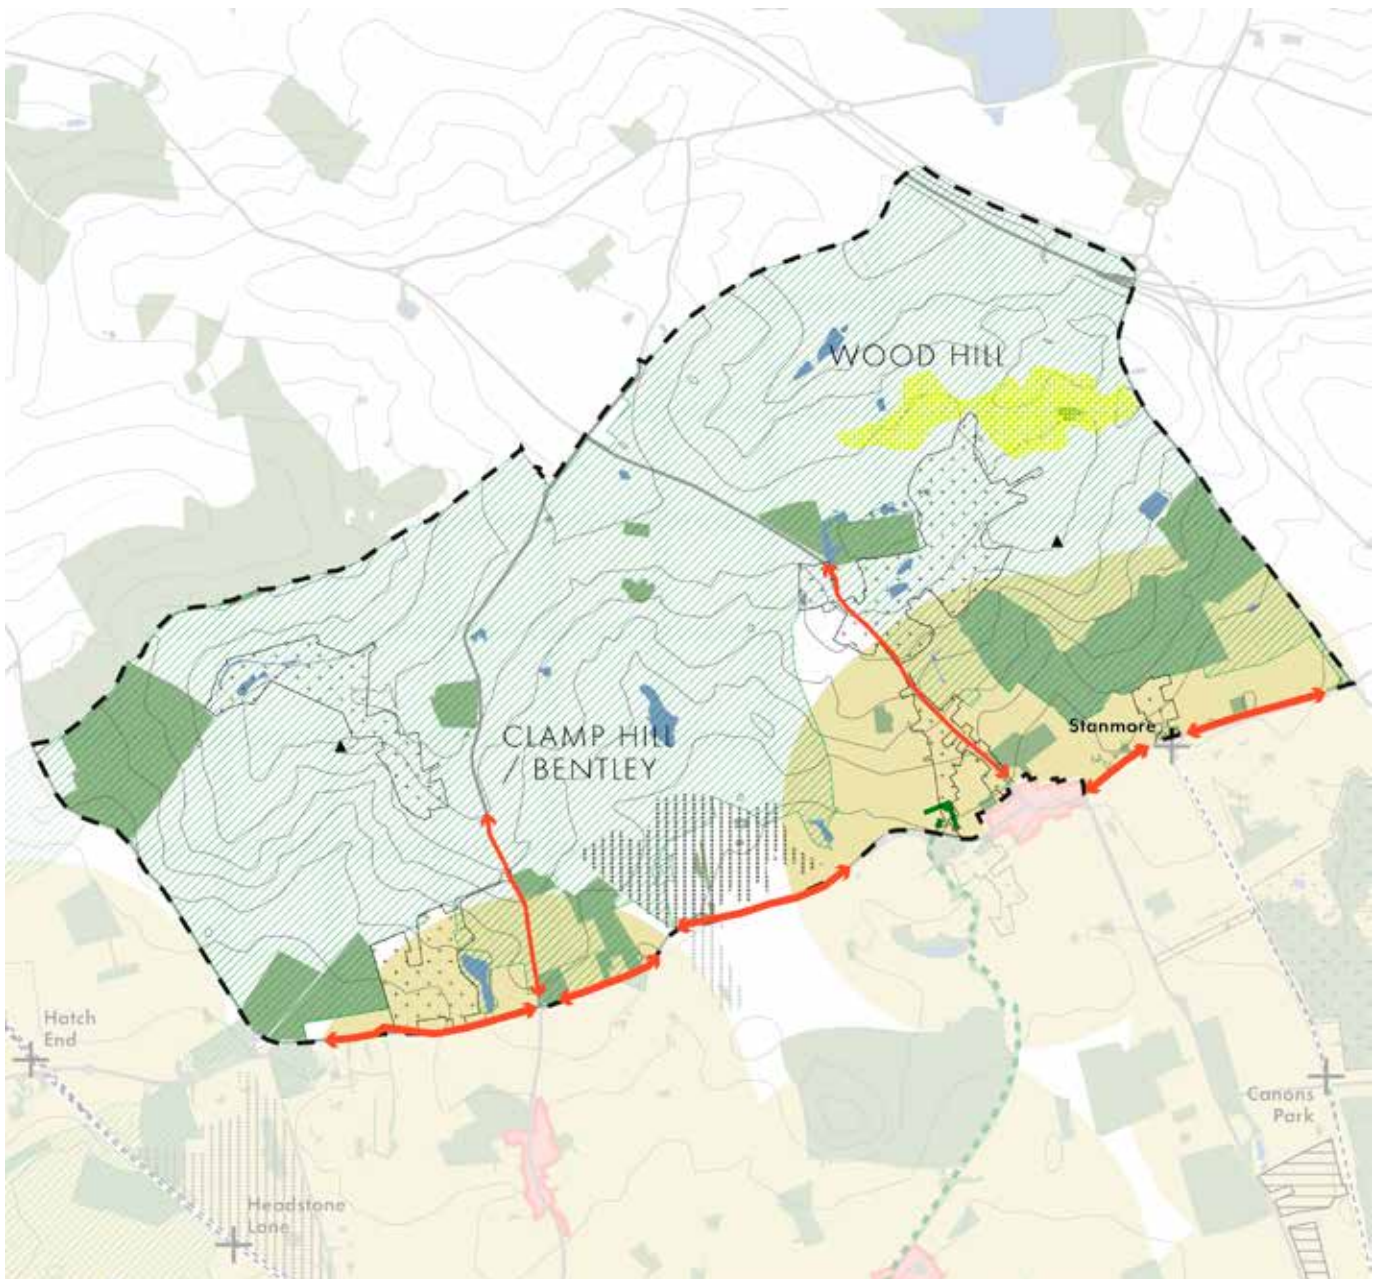 WOOD HILL
Stanmore
CLAMP HILL
/ BENTLEY
Hatch
End
Canons
Park
Headstone
Lane